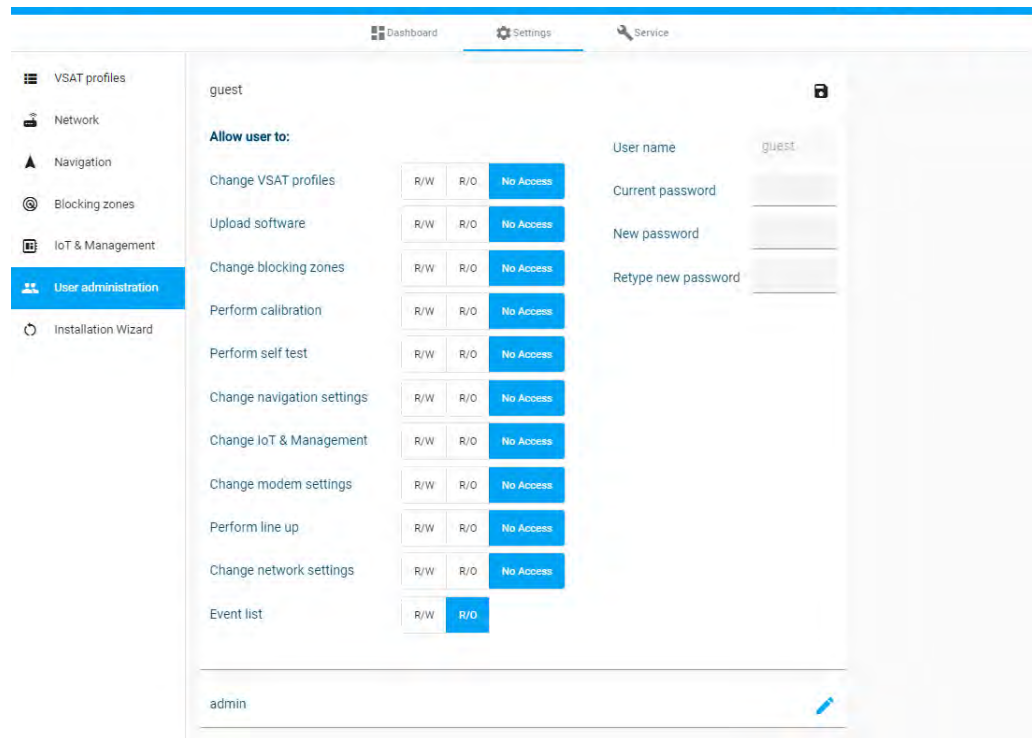 Dashboard Settings Service
VSAT profiles
Network
Navigation
Blocking zones
IoT & Management
User administration
Installation Wizard
guest
Allow user to:
Change VSAT profiles R/W R/O No Access
Upload software R/W R/O No Access
Change blocking zones R/W R/O No Access
Perform calibration R/W R/O No Access
Perform self test R/W R/O No Access
Change navigation settings R/W R/O No Access
Change IoT & Management R/W R/O No Access
Change modem settings R/W R/O No Access
Perform line up R/W R/O No Access
Change network settings R/W R/O No Access
Event list R/W R/O
User name guest
Current password
New password
Retype new password
admin